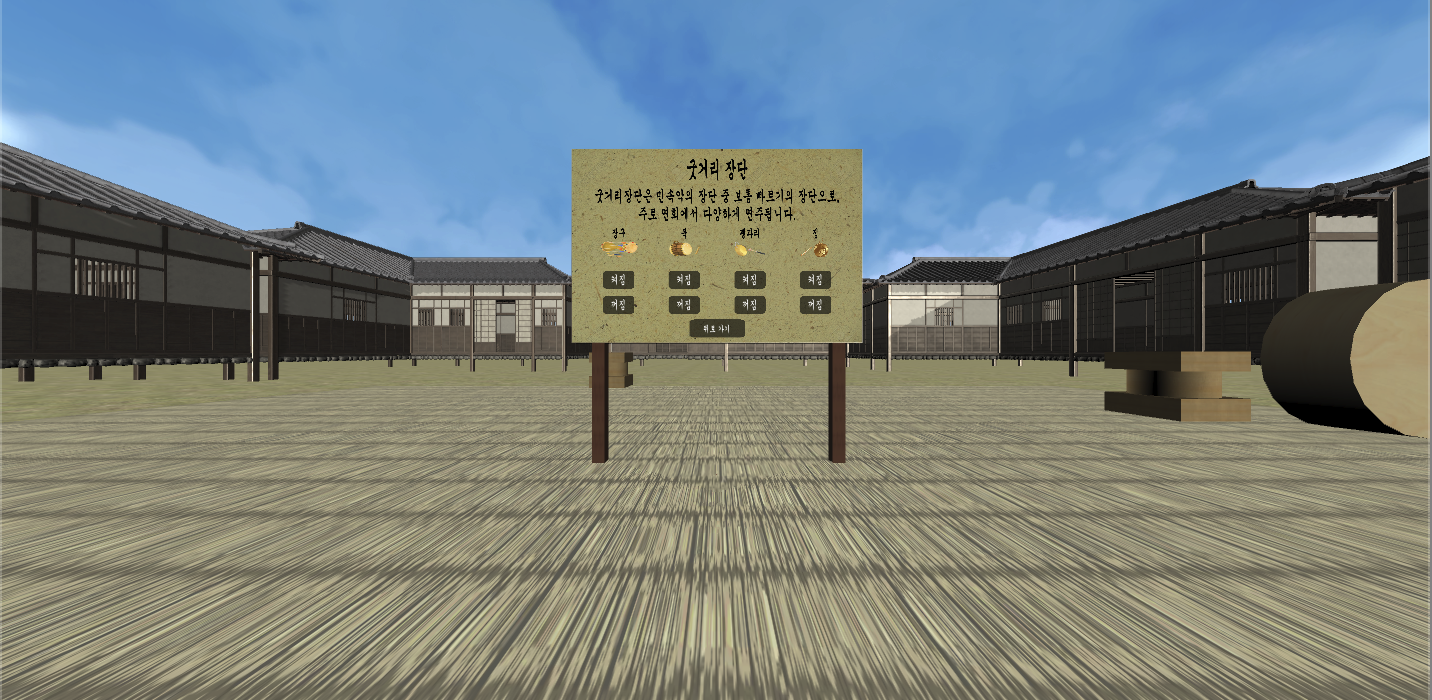 굿거리 장단
굿거리장단은 민속악의 장단 중 보통 빠르기의 장단으로,
주로 연회에서 다양하게 연주됩니다.
장구 북 꽹과리 징
켜짐 켜짐 켜짐 켜짐
꺼짐 꺼짐 꺼짐 꺼짐
뒤로 가기